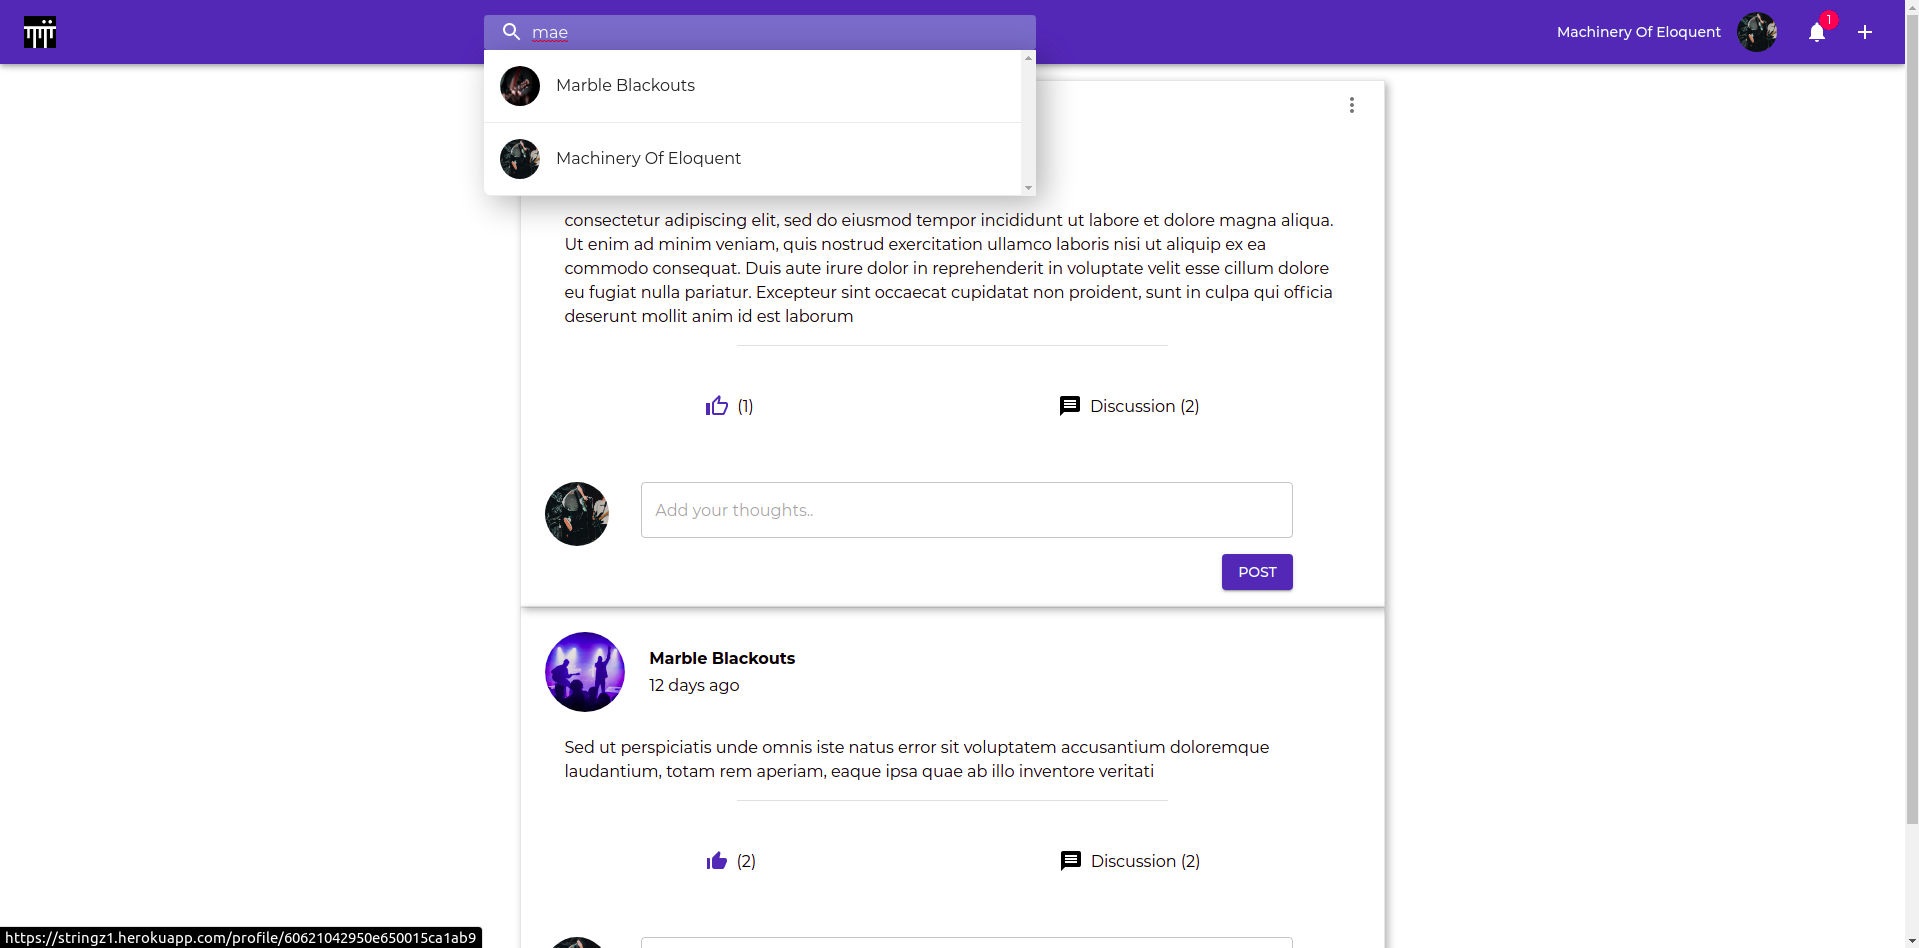 mae
Machinery Of Eloquent
1
Marble Blackouts
Machinery Of Eloquent
consectetur adipiscing elit, sed do eiusmod tempor incididunt ut labore et dolore magna aliqua.
Ut enim ad minim veniam, quis nostrud exercitation ullamco laboris nisi ut aliquip ex ea
commodo consequat. Duis aute irure dolor in reprehenderit in voluptate velit esse cillum dolore
eu fugiat nulla pariatur. Excepteur sint occaecat cupidatat non proident, sunt in culpa qui officia
deserunt mollit anim id est laborum
(1)
Discussion (2)
Add your thoughts..
POST
Marble Blackouts
12 days ago
Sed ut perspiciatis unde omnis iste natus error sit voluptatem accusantium doloremque
laudantium, totam rem aperiam, eaque ipsa quae ab illo inventore veritati
(2)
Discussion (2)
https://stringz1.herokuapp.com/profile/60621042950e650015ca1ab9